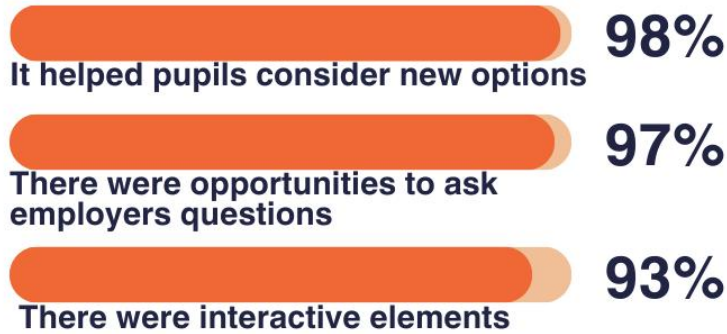 98%
It helped pupils consider new options
97%
There were opportunities to ask
employers questions
93%
There were interactive elements